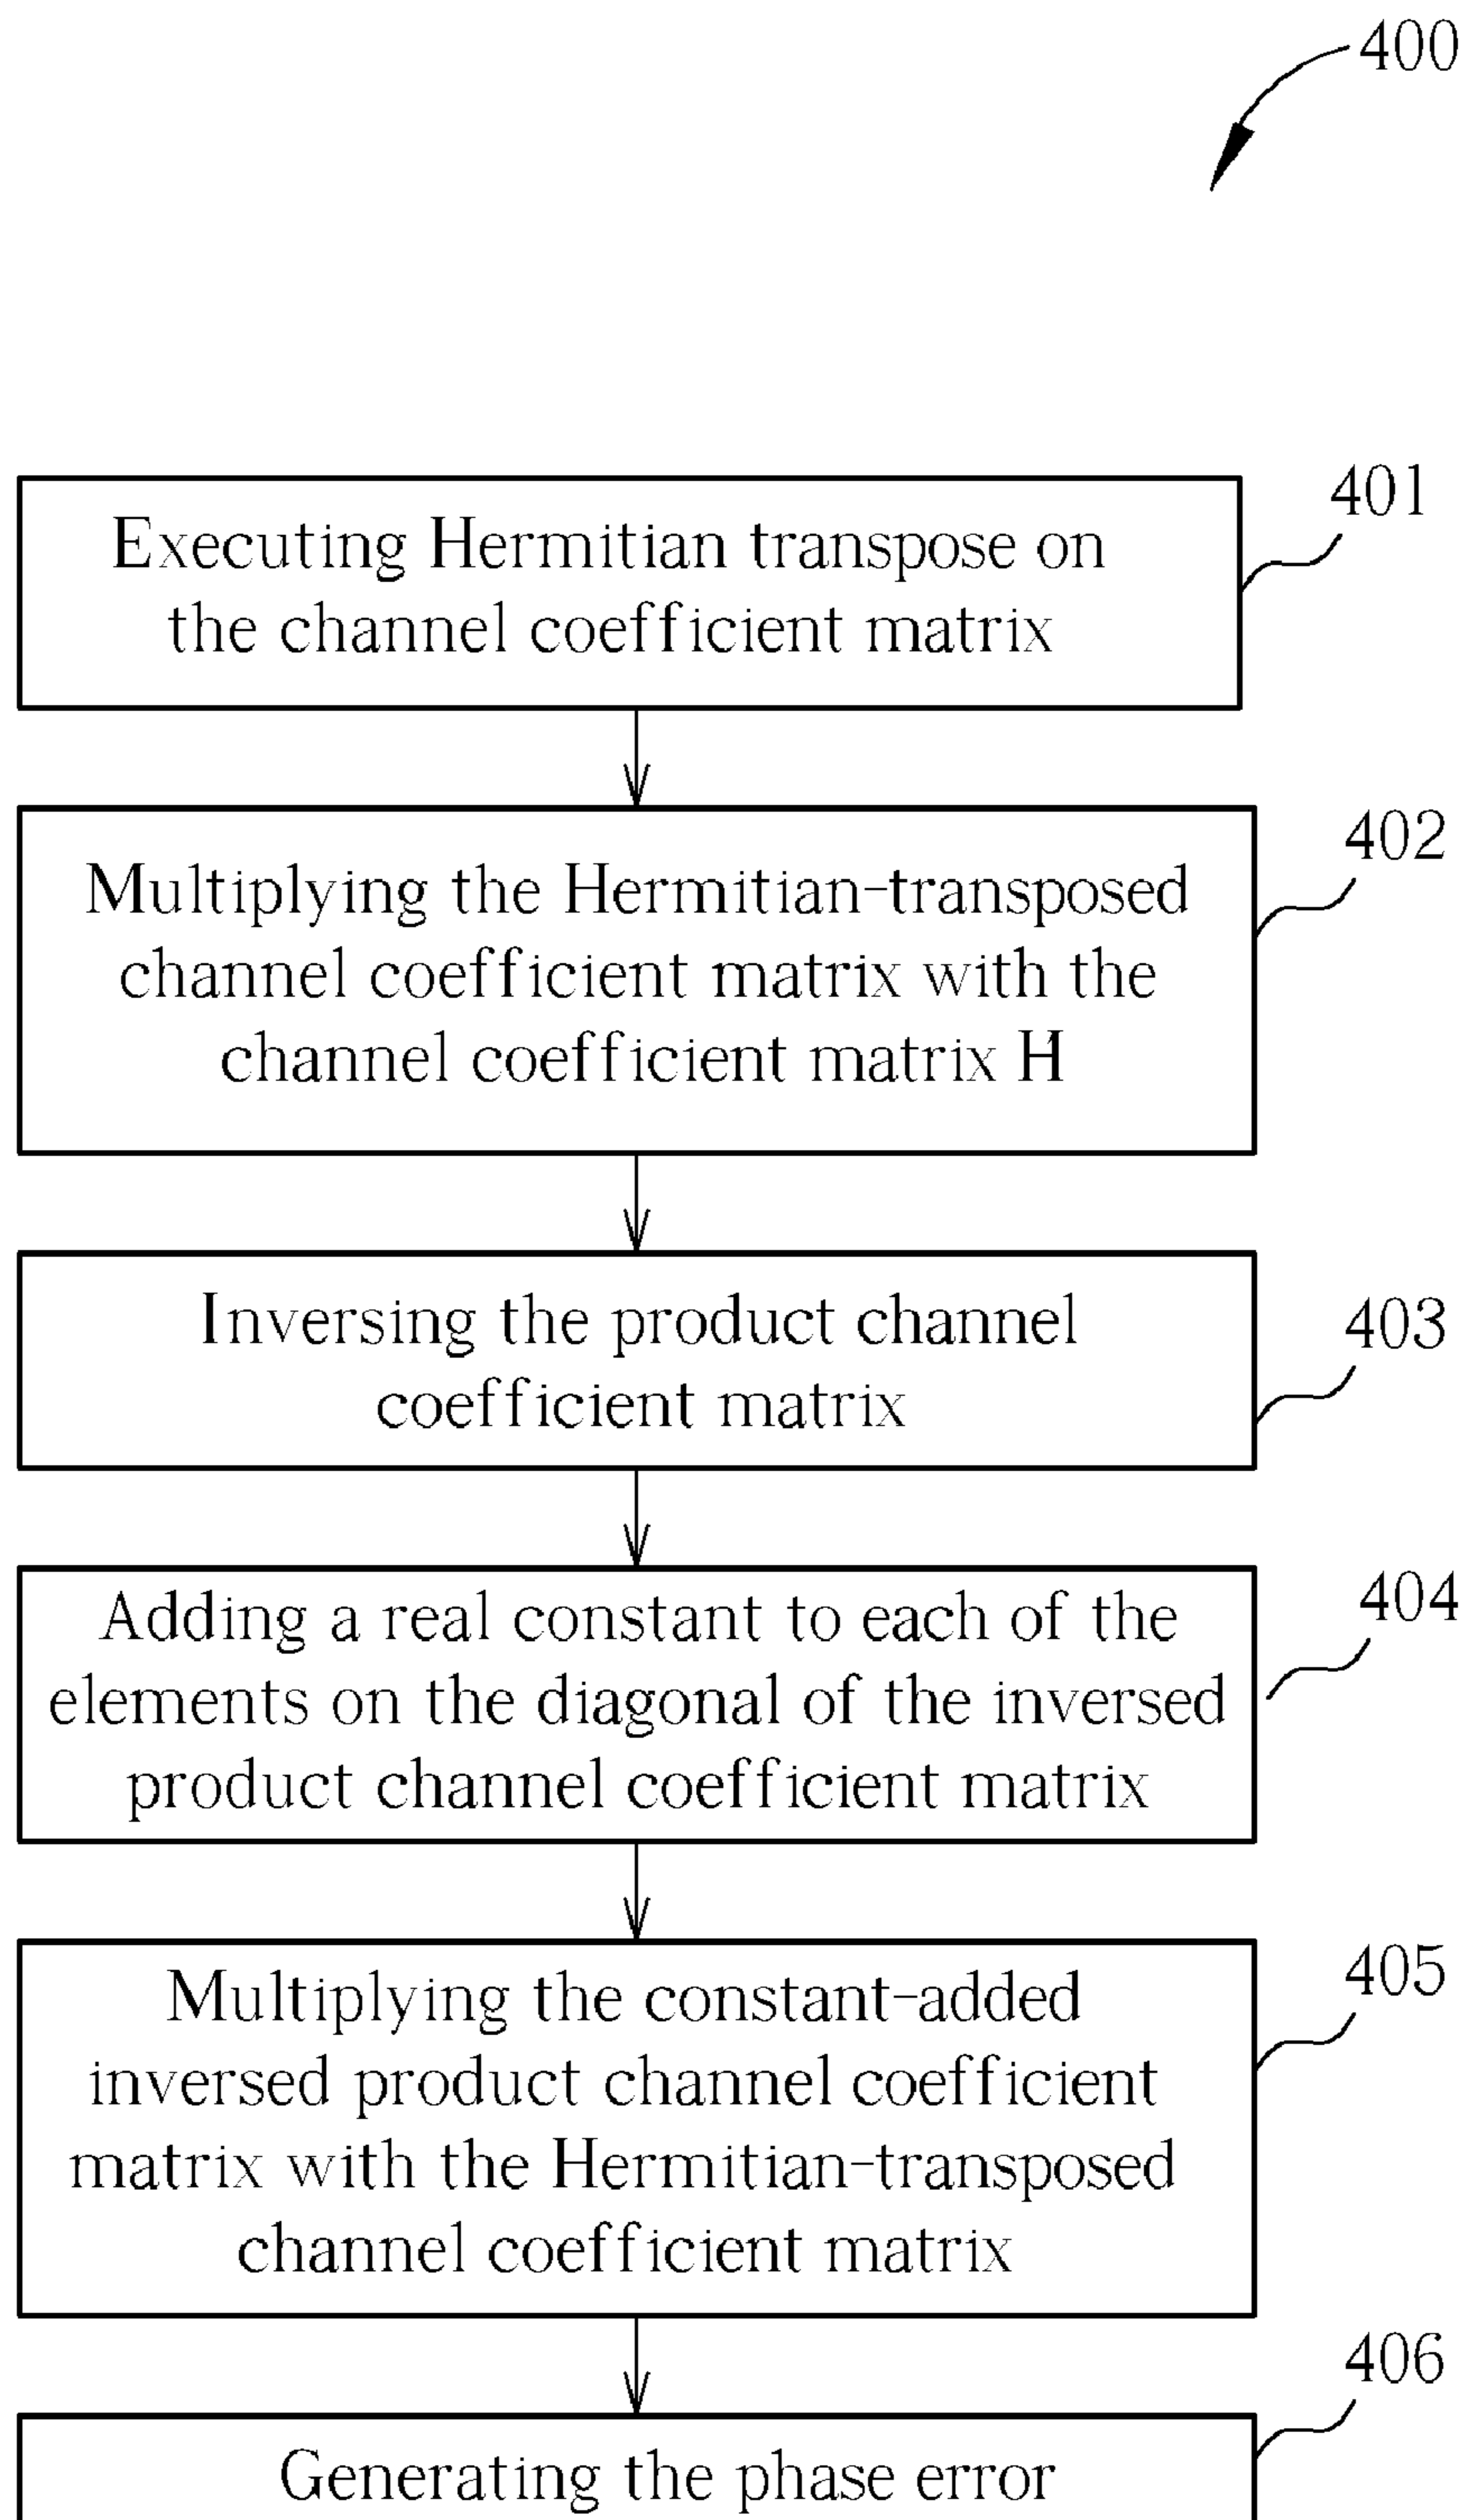 400
401
Executing Hermitian transpose on
the channel coefficient matrix
402
Multiplying the Hermitian-transposed
channel coefficient matrix with the
channel coefficient matrix H
403
Inversing the product channel
coefficient matrix
404
Adding a real constant to each of the
elements on the diagonal of the inversed
product channel coefficient matrix
405
Multiplying the constant-added
inversed product channel coefficient
matrix with the Hermitian-transposed
channel coefficient matrix
406
Generating the phase error